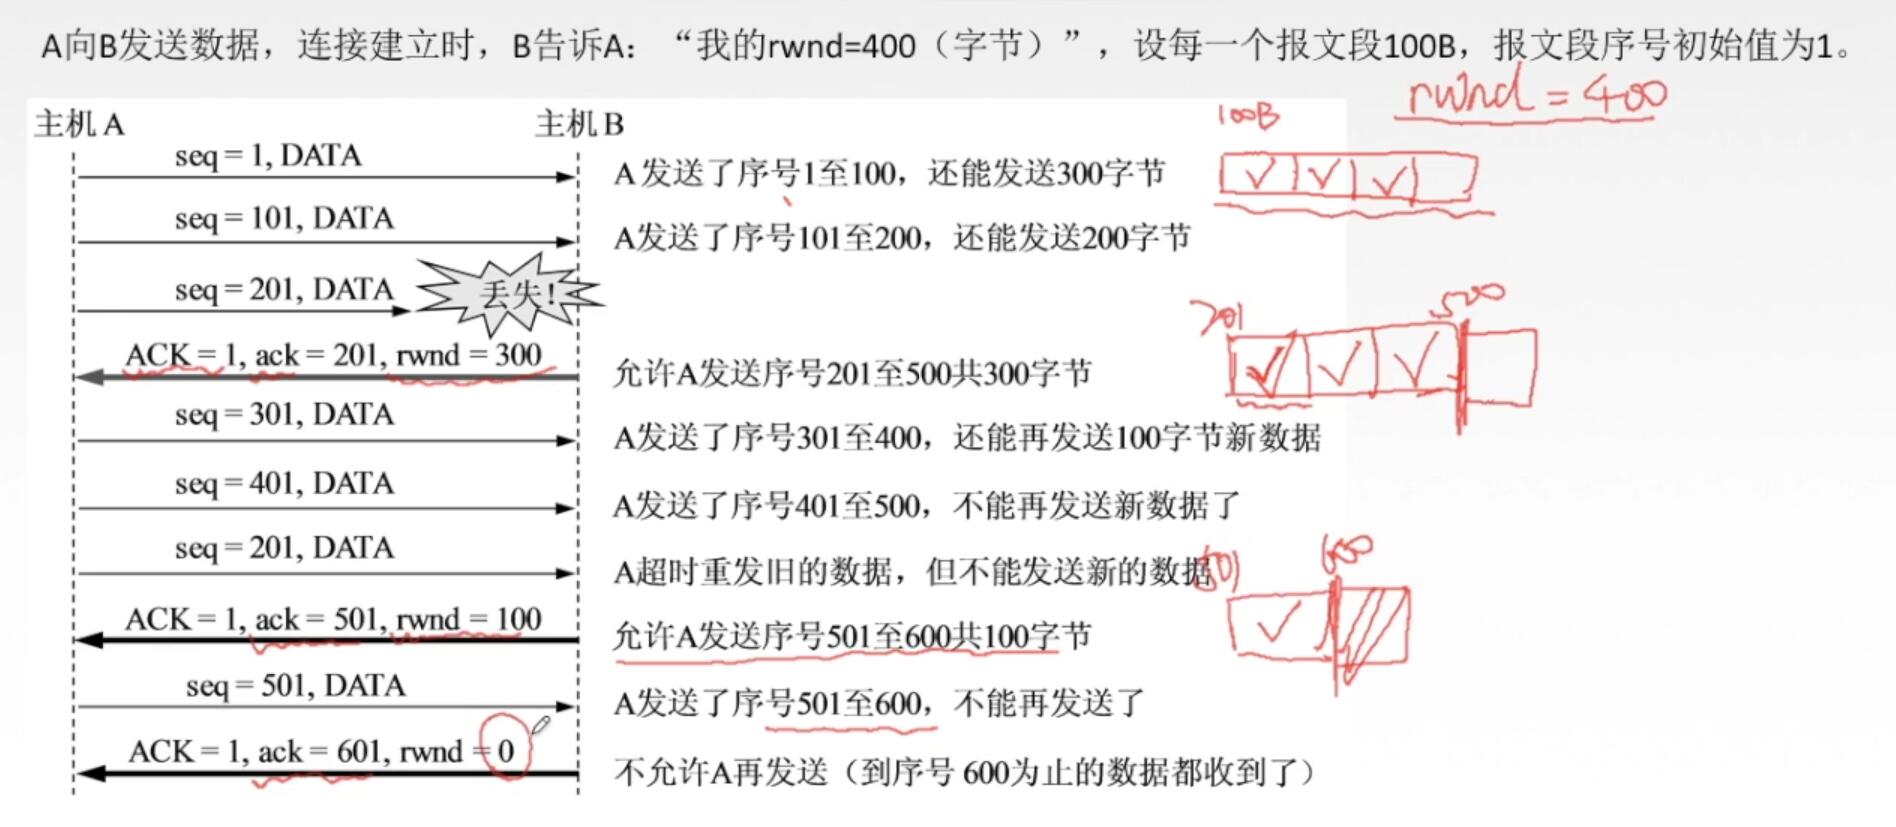 A向B发送数据，连接建立时，B告诉A：“我的rwnd=400（字节）”，设每一个报文段100B，报文段序号初始值为1。
rwnd = 400
主机A 主机B
100B
seq = 1, DATA
A发送了序号1至100，还能发送300字节
seq = 101, DATA
A发送了序号101至200，还能发送200字节
seq = 201, DATA 丢失!
201 500
ACK = 1, ack = 201, rwnd = 300
允许A发送序号201至500共300字节
seq = 301, DATA
A发送了序号301至400，还能再发送100字节新数据
seq = 401, DATA
A发送了序号401至500，不能再发送新数据了
seq = 201, DATA
A超时重发旧的数据，但不能发送新的数据
501 600
ACK = 1, ack = 501, rwnd = 100
允许A发送序号501至600共100字节
seq = 501, DATA
A发送了序号501至600，不能再发送了
ACK = 1, ack = 601, rwnd = 0
不允许A再发送（到序号 600为止的数据都收到了）